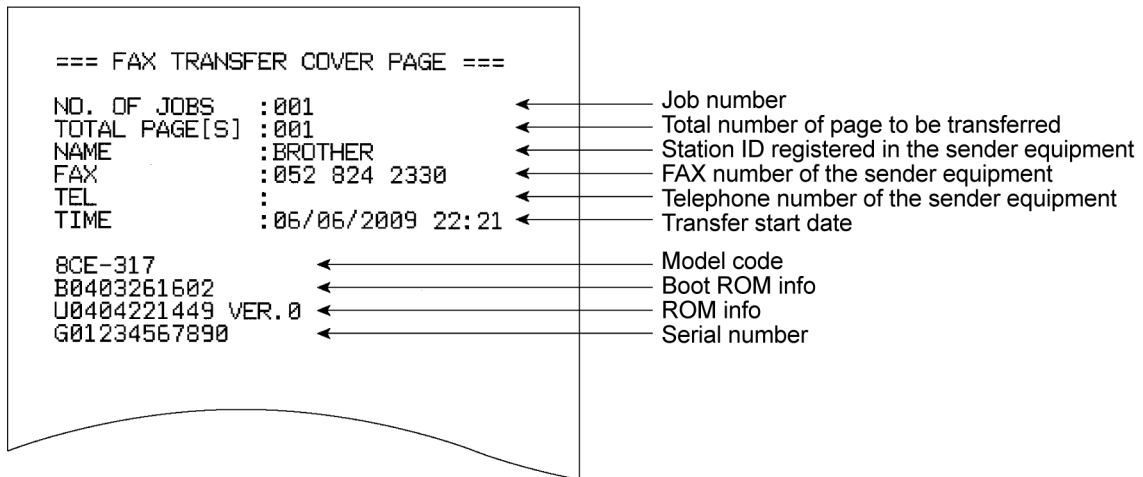 === FAX TRANSFER COVER PAGE ===
NO. OF JOBS :001 Job number
TOTAL PAGE[S] :001 Total number of page to be transferred
NAME :BROTHER Station ID registered in the sender equipment
FAX :052 824 2330 FAX number of the sender equipment
TEL : Telephone number of the sender equipment
TIME :06/06/2009 22:21 Transfer start date
8CE-317 Model code
B0403261602 Boot ROM info
U0404221449 VER.0 ROM info
G01234567890 Serial number